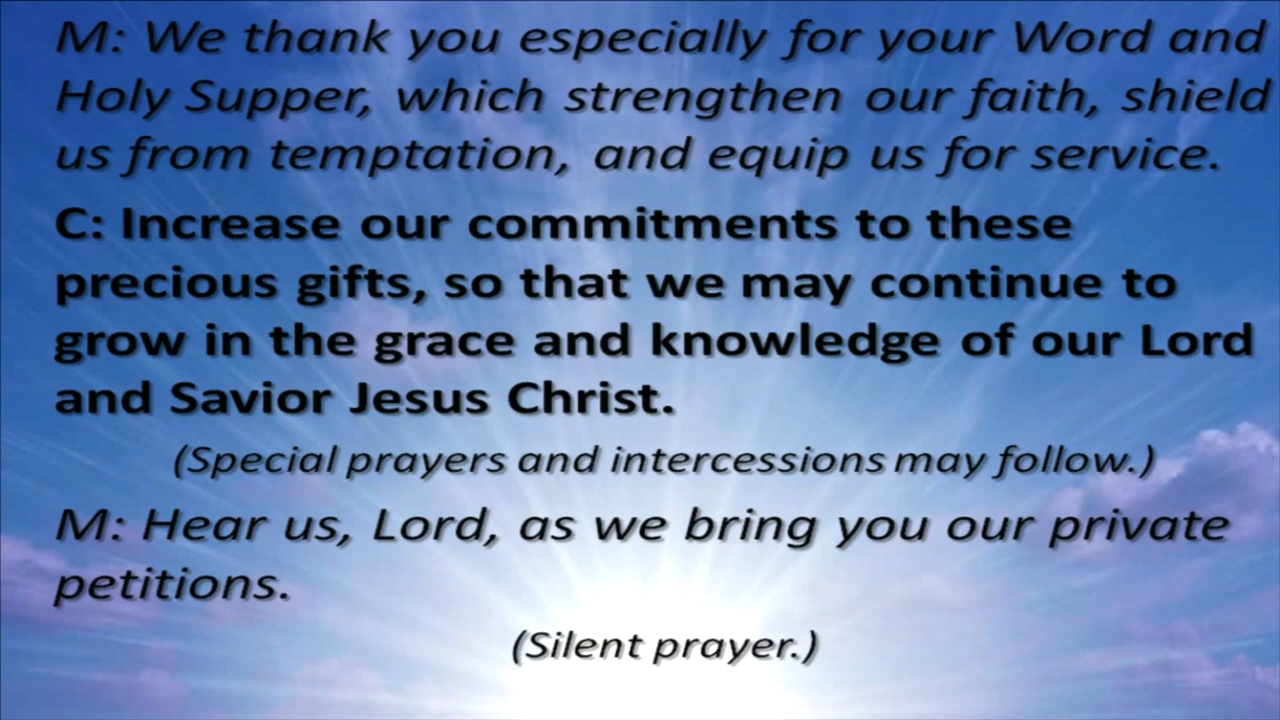 M: We thank you especially for your Word and
Holy Supper, which strengthen our faith, shield
us from temptation, and equip us for service.
C: Increase our commitments to these
precious gifts, so that we may continue to
grow in the grace and knowledge of our Lord
and Savior Jesus Christ.
(Special prayers and intercessions may follow.)
M: Hear us, Lord, as we bring you our private
petitions.
(Silent prayer.)